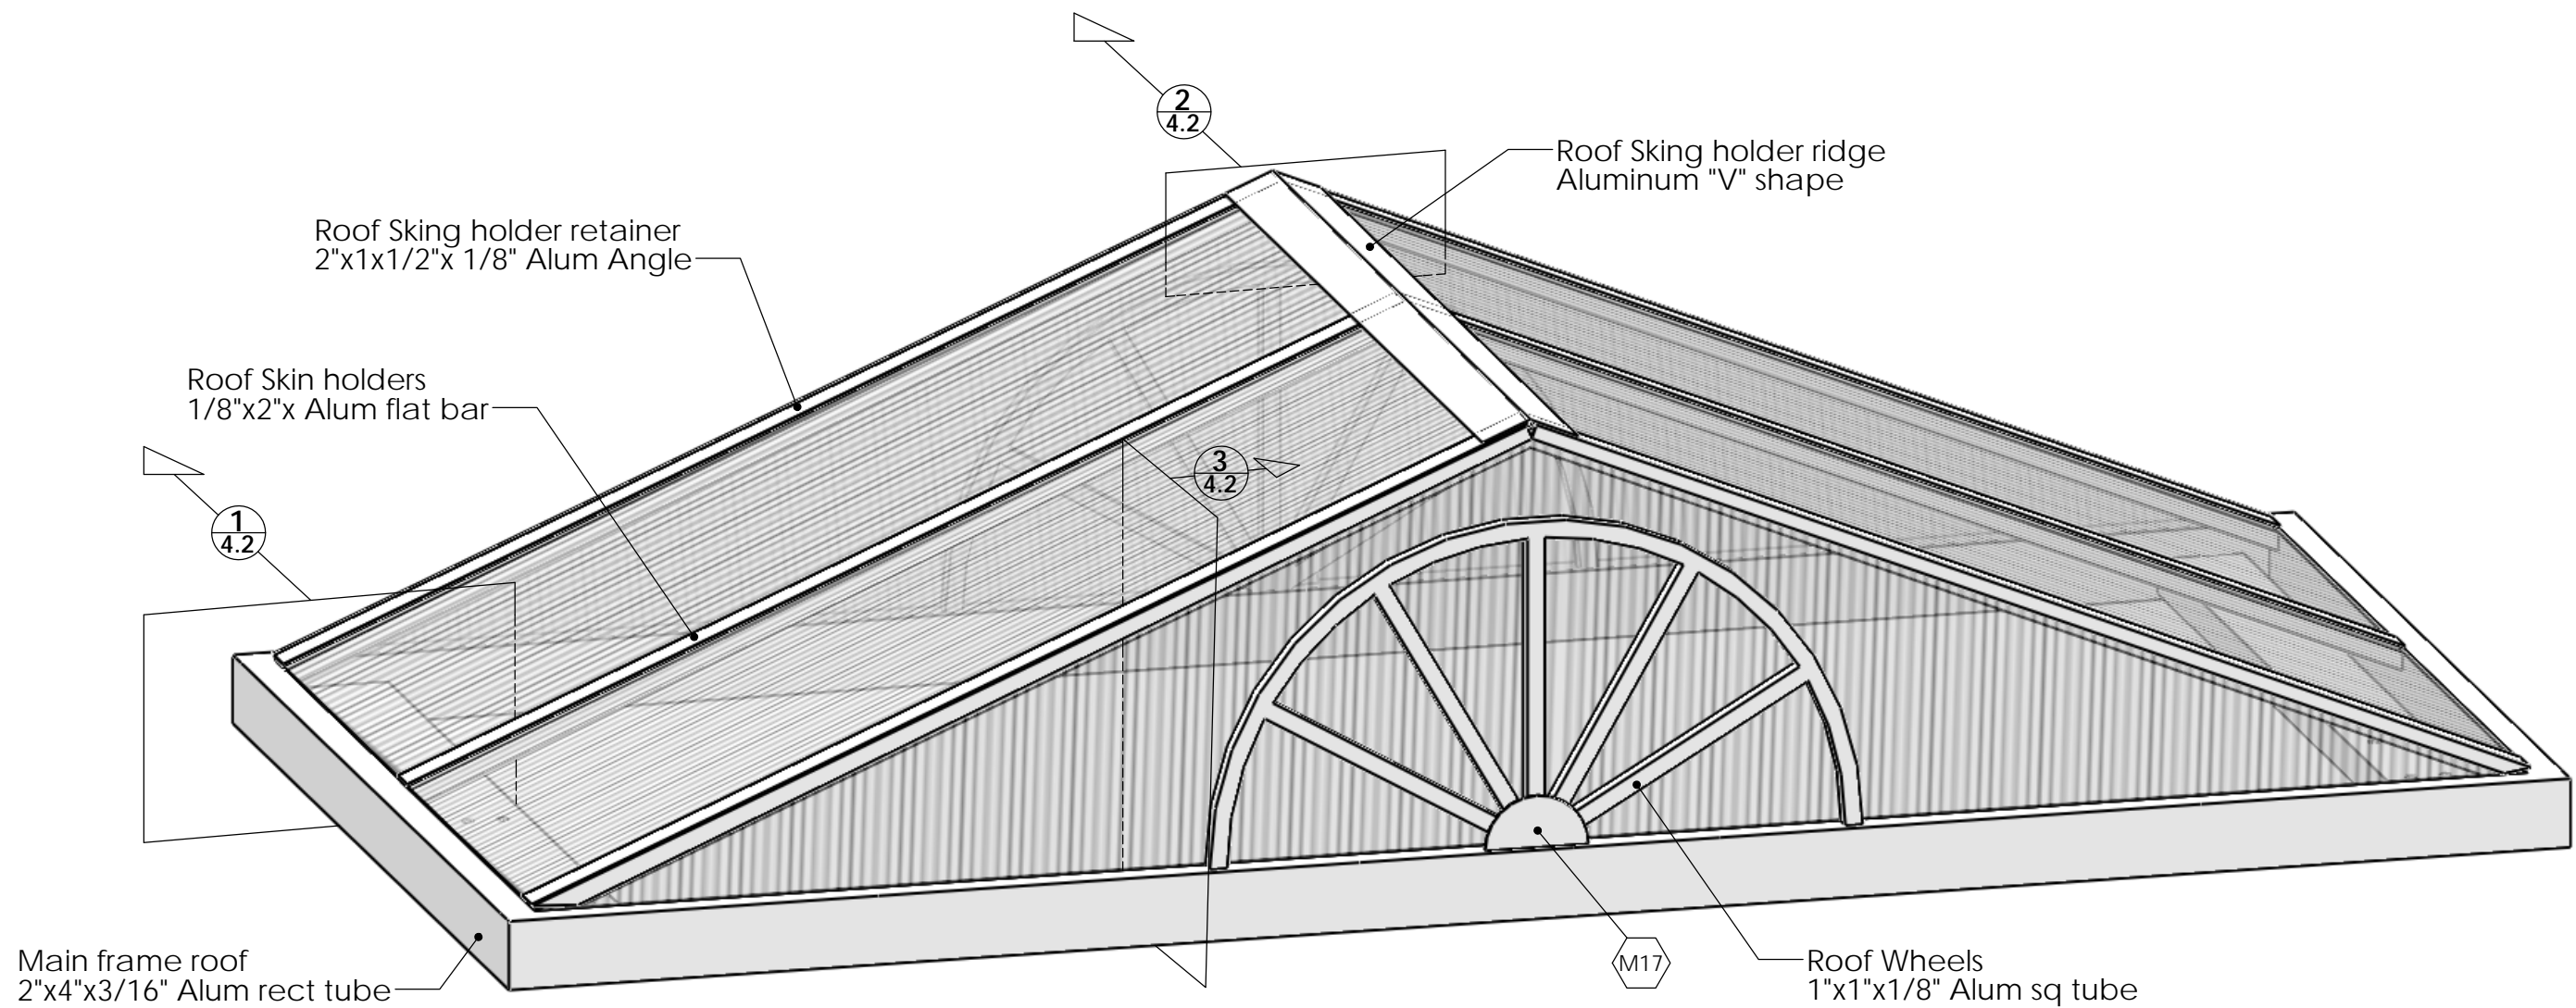 2
4.2
Roof Sking holder ridge
Aluminum "V" shape
Roof Sking holder retainer
2"x1x1/2"x 1/8" Alum Angle
Roof Skin holders
1/8"x2"x Alum flat bar
3
4.2
1
4.2
Main frame roof
2"x4"x3/16" Alum rect tube
M17
Roof Wheels
1"x1"x1/8" Alum sq tube